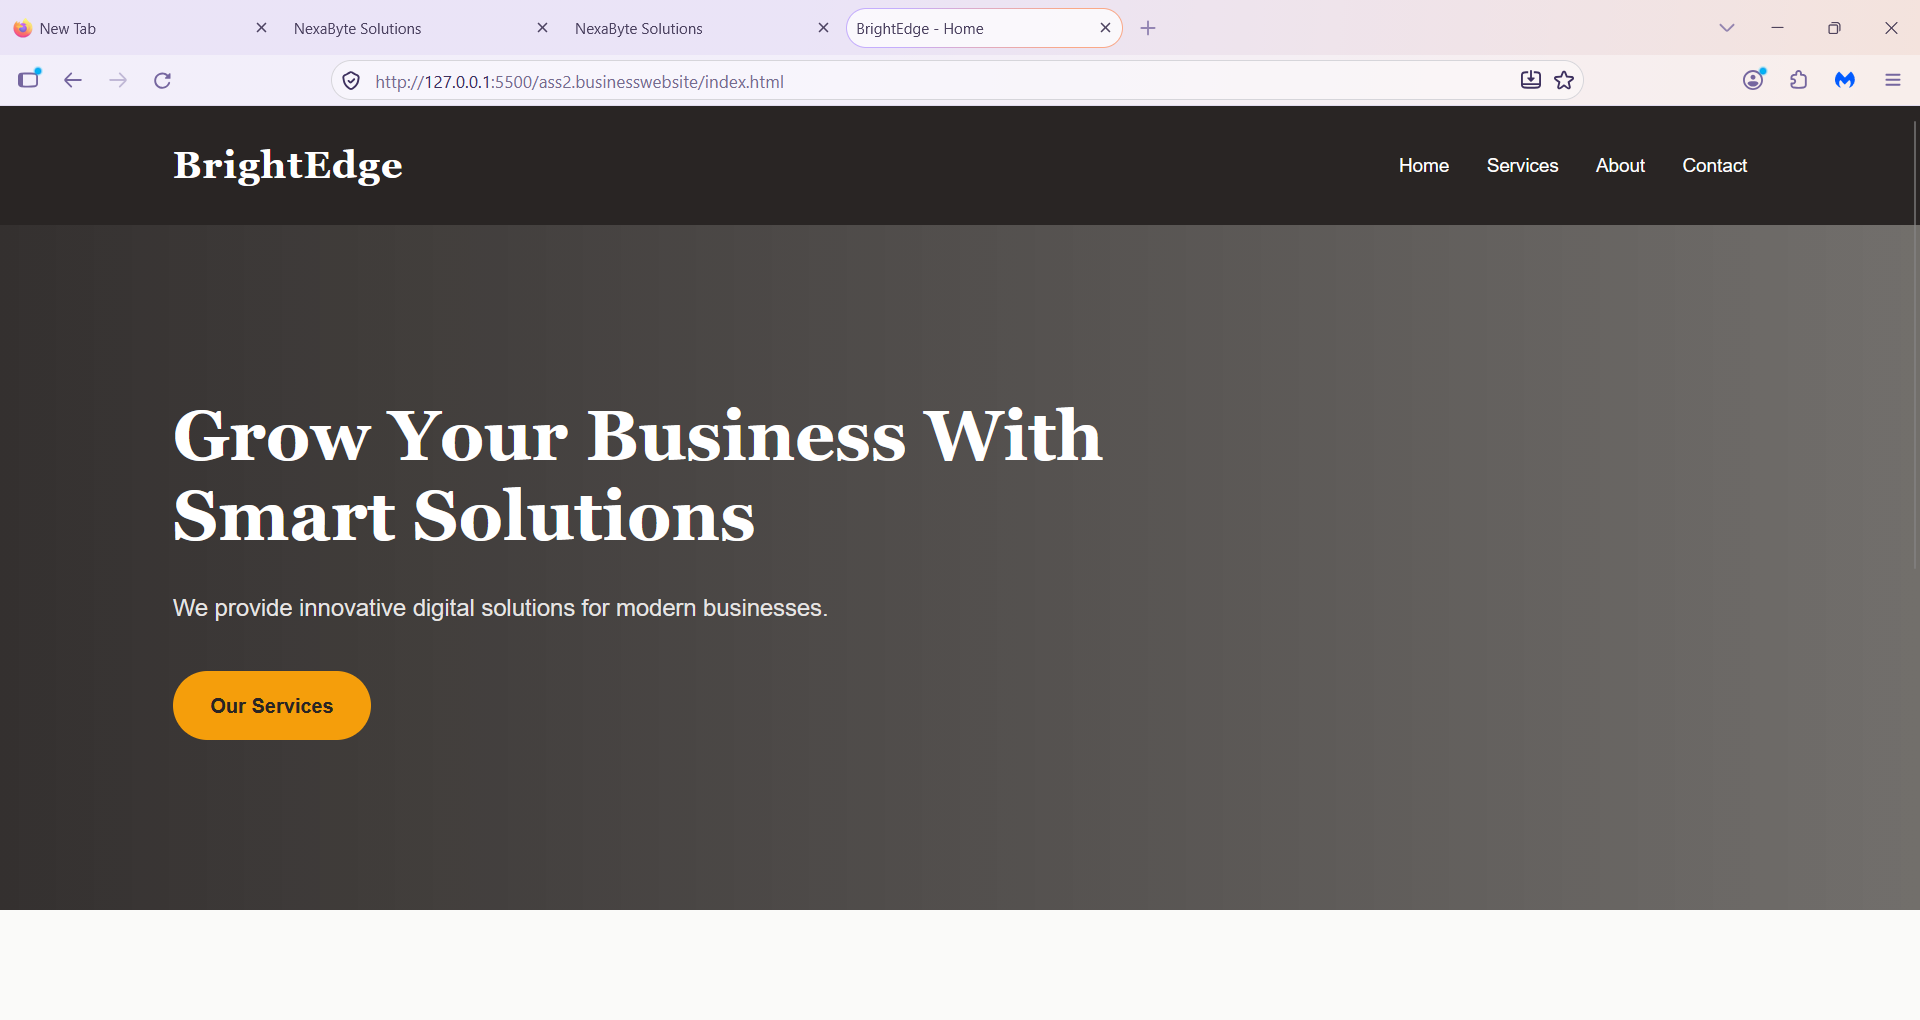 New Tab
NexaByte Solutions
NexaByte Solutions
BrightEdge - Home
http://127.0.0.1:5500/ass2.businesswebsite/index.html
BrightEdge
Home
Services
About
Contact
Grow Your Business With
Smart Solutions
We provide innovative digital solutions for modern businesses.
Our Services